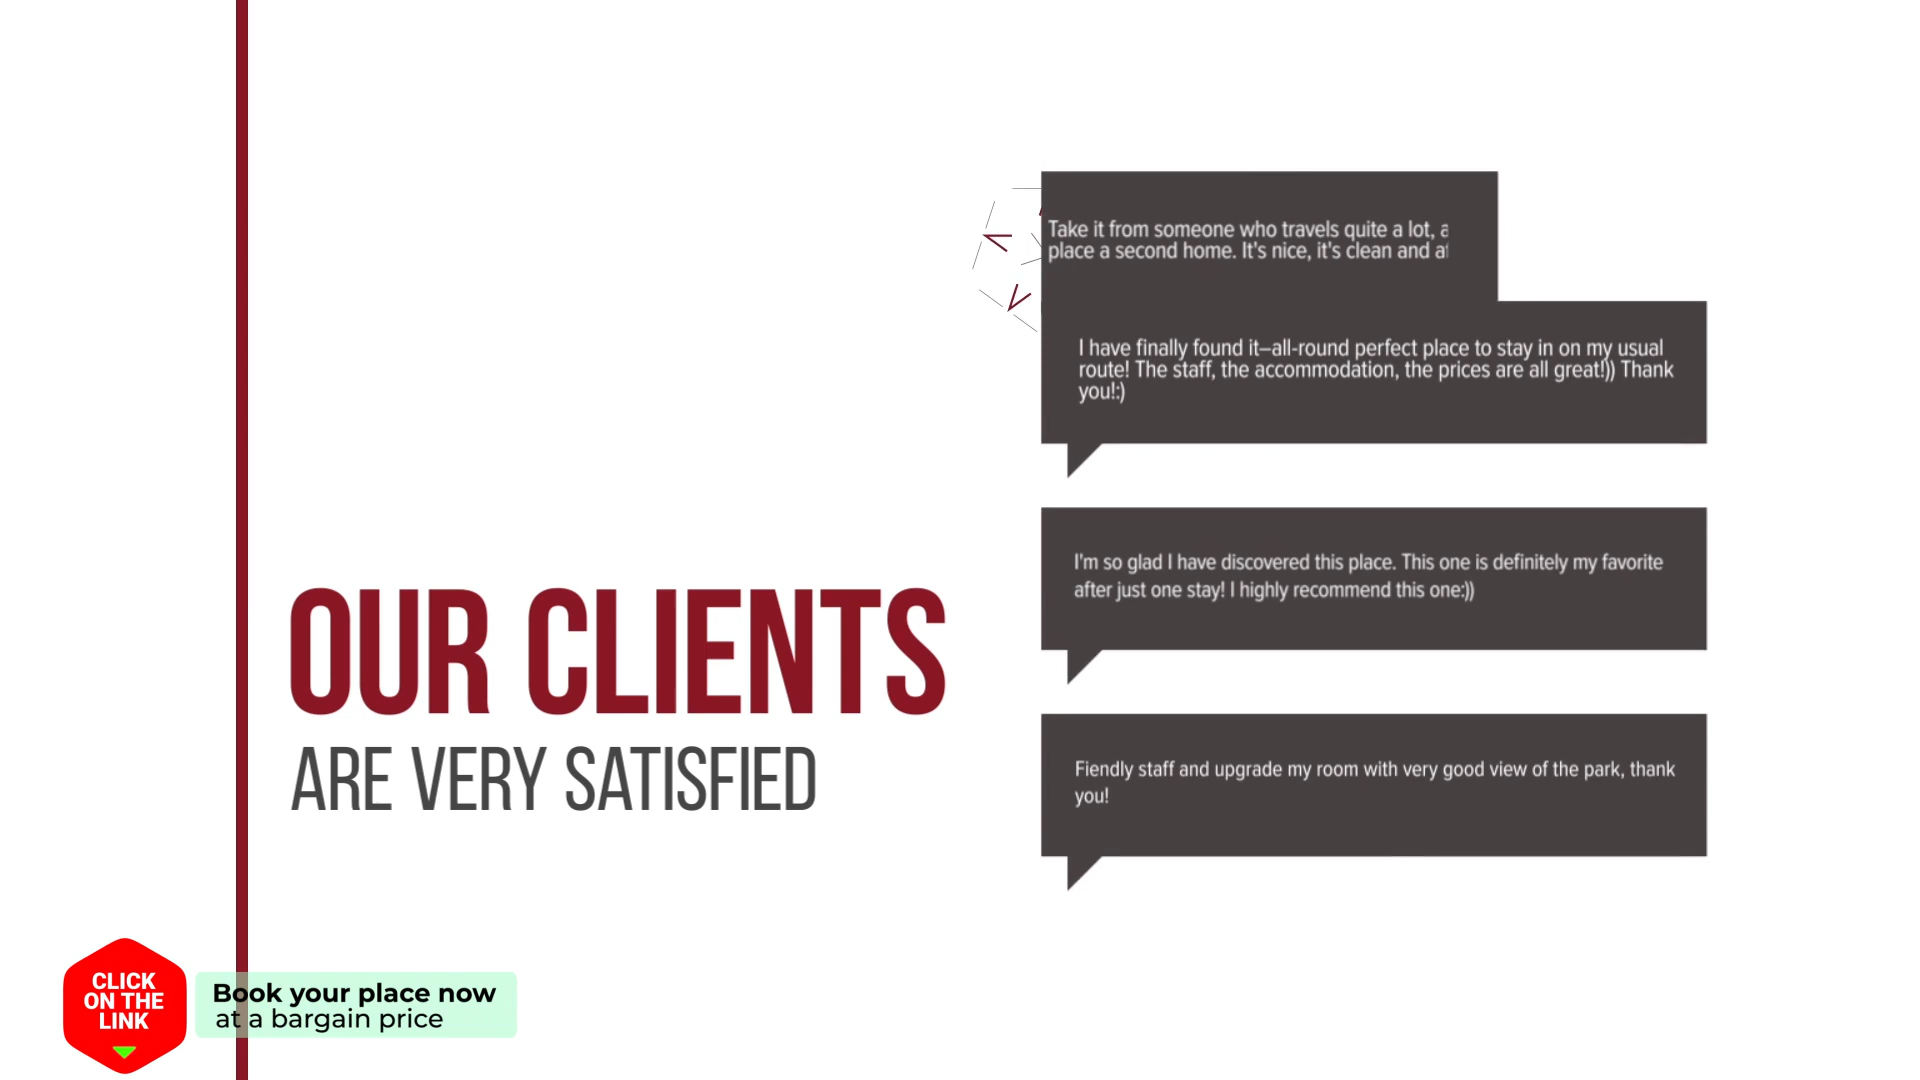 Take it from someone who travels quite a lot,
place a second home. It's nice, it's clean and
I have finally found it–all-round perfect place to stay in on my usual
route! The staff, the accommodation, the prices are all great!)) Thank
you!:)
I'm so glad I have discovered this place. This one is definitely my favorite
after just one stay! I highly recommend this one:))
OUR CLIENTS
ARE VERY SATISFIED
Fiendly staff and upgrade my room with very good view of the park, thank
you!
CLICK
ON THE
LINK
Book your place now
at a bargain price